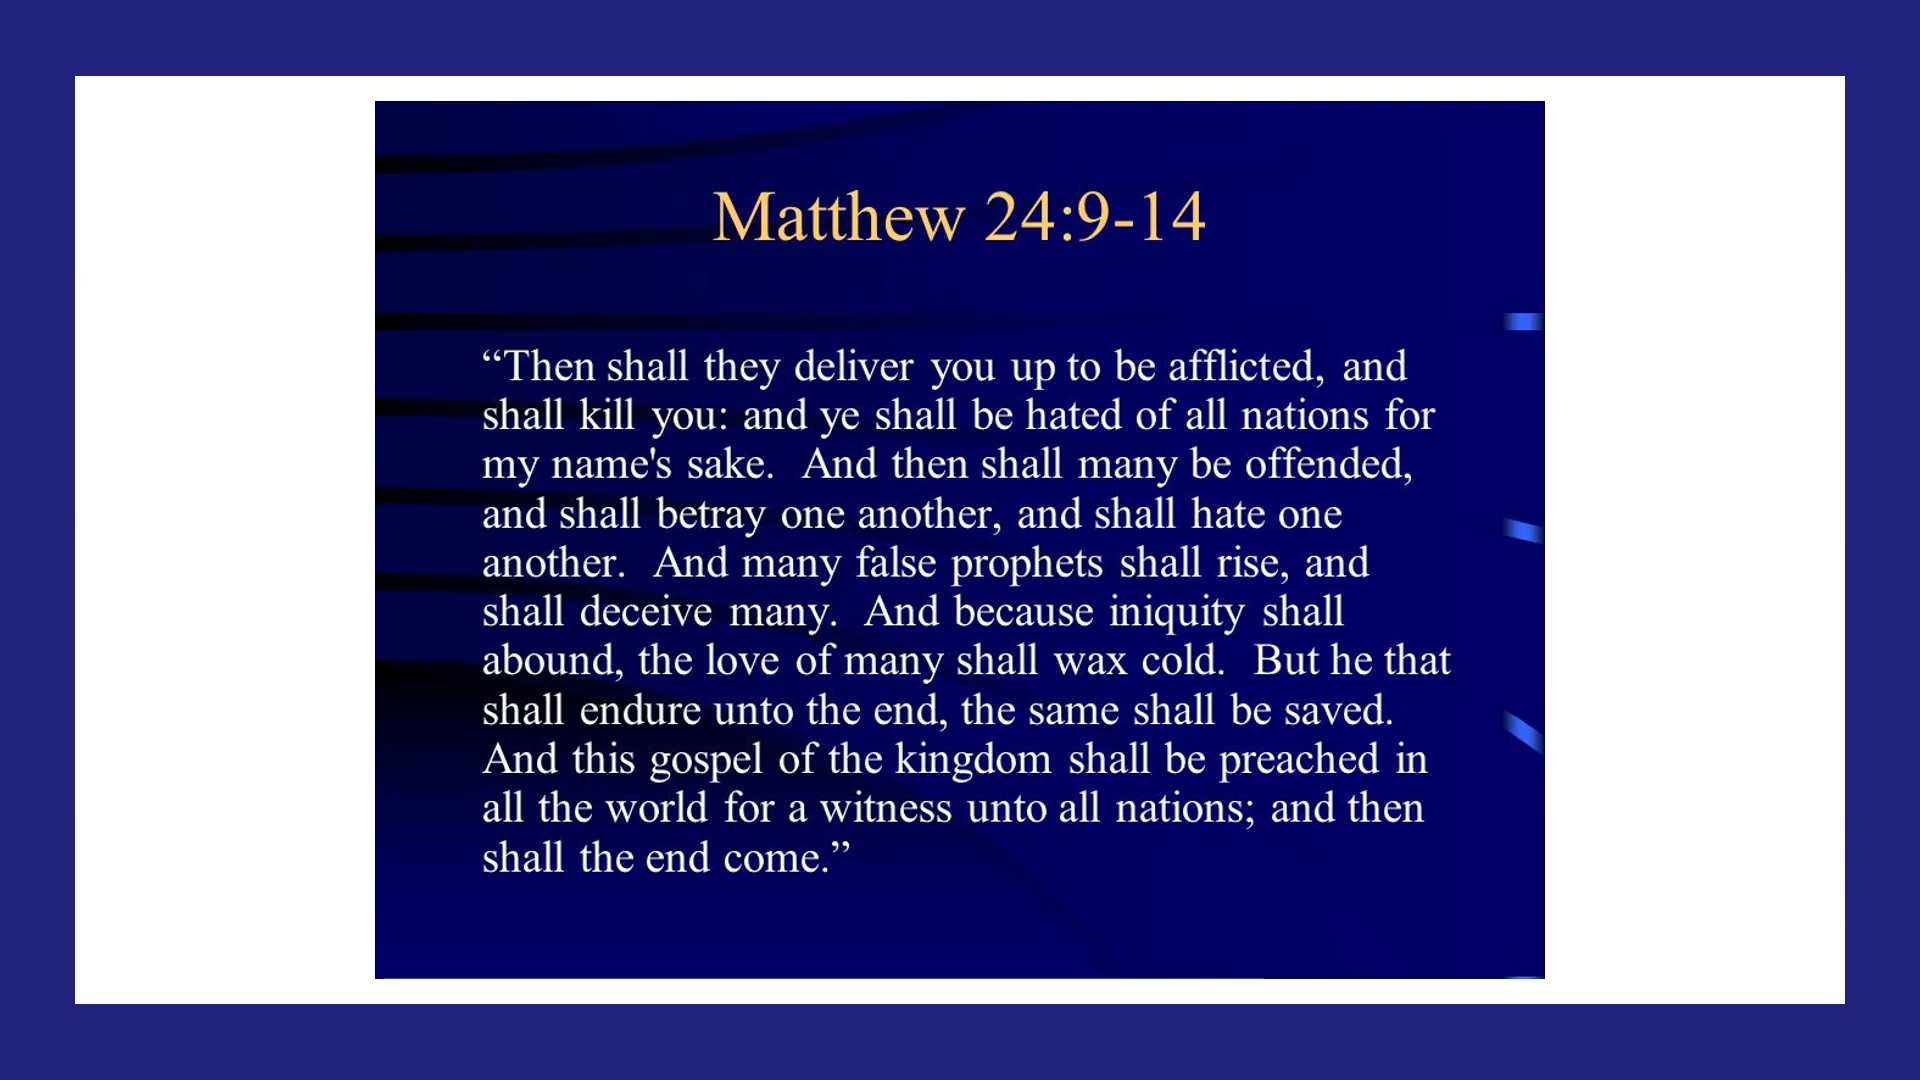 Matthew 24:9-14
“Then shall they deliver you up to be afflicted, and
shall kill you: and ye shall be hated of all nations for
my name's sake.  And then shall many be offended,
and shall betray one another, and shall hate one
another.  And many false prophets shall rise, and
shall deceive many.  And because iniquity shall
abound, the love of many shall wax cold.  But he that
shall endure unto the end, the same shall be saved.
And this gospel of the kingdom shall be preached in
all the world for a witness unto all nations; and then
shall the end come.”